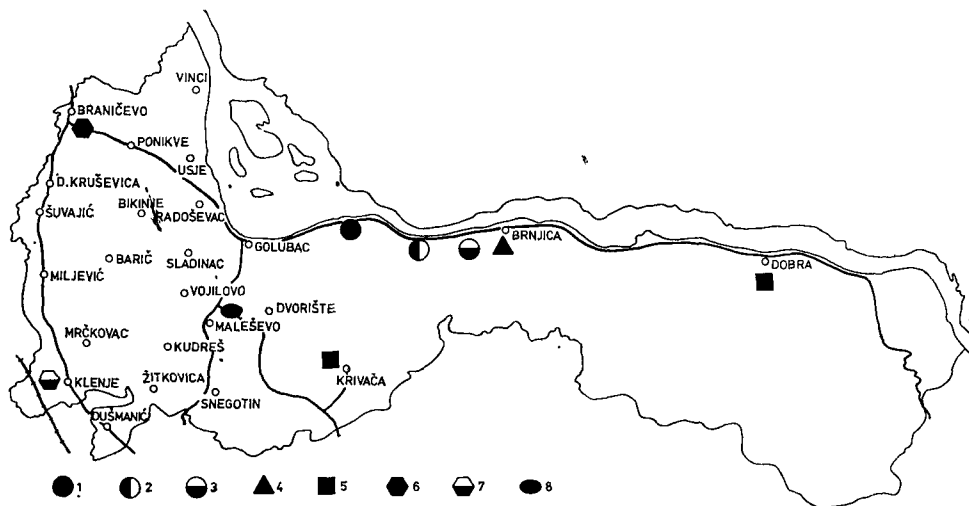 VINCI
BRANIČEVO
PONIKVE
USJE
D.KRUŠEVICA
BIKINJE
RADOŠEVAC
ŠUVAJIĆ
GOLUBAC
BRNJICA
BARIČ
SLADINAC
DOBRA
MILJEVIĆ
VOJILOVO
DVORIŠTE
MALEŠEVO
MRČKOVAC
KUDREŠ
KRIVAČA
KLENJE
ŽITKOVICA
SNEGOTIN
DUŠMANIĆ
1 2 3 4 5 6 7 8